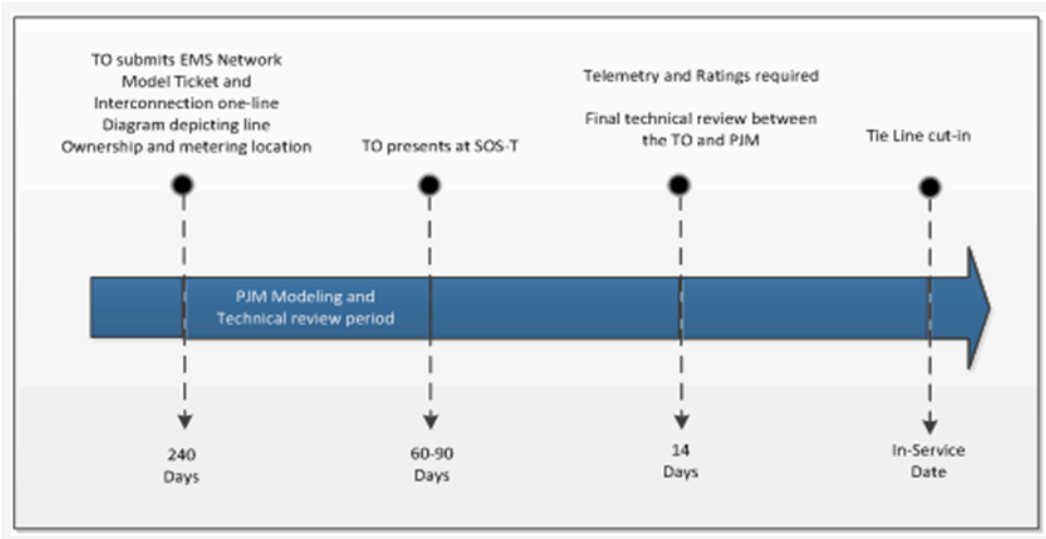 TO submits EMS Network
Model Ticket and
Interconnection one-line
Diagram depicting line
Ownership and metering location
TO presents at SOS-T
Telemetry and Ratings required
Final technical review between
the TO and PJM
Tie Line cut-in
PJM Modeling and
Technical review period
240
Days
60-90
Days
14
Days
In-Service
Date